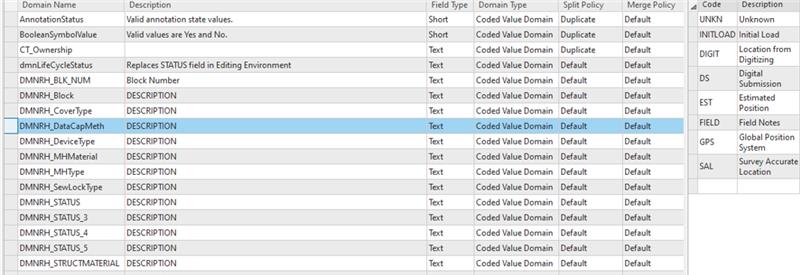 Domain Name Description Field Type Domain Type Split Policy Merge Policy
AnnotationStatus Valid annotation state values. Short Coded Value Domain Duplicate Default
BooleanSymbolValue Valid values are Yes and No. Short Coded Value Domain Duplicate Default
CT_Ownership Text Coded Value Domain Duplicate Default
dmnLifeCycleStatus Replaces STATUS field in Editing Environment Text Coded Value Domain Default Default
DMNRH_BLK_NUM Block Number Text Coded Value Domain Default Default
DMNRH_Block DESCRIPTION Text Coded Value Domain Default Default
DMNRH_CoverType DESCRIPTION Text Coded Value Domain Default Default
DMNRH_DataCapMeth DESCRIPTION Text Coded Value Domain Default Default
DMNRH_DeviceType DESCRIPTION Text Coded Value Domain Default Default
DMNRH_MHMaterial DESCRIPTION Text Coded Value Domain Default Default
DMNRH_MHType DESCRIPTION Text Coded Value Domain Default Default
DMNRH_SewLockType DESCRIPTION Text Coded Value Domain Default Default
DMNRH_STATUS DESCRIPTION Text Coded Value Domain Default Default
DMNRH_STATUS_3 DESCRIPTION Text Coded Value Domain Default Default
DMNRH_STATUS_4 DESCRIPTION Text Coded Value Domain Default Default
DMNRH_STATUS_5 DESCRIPTION Text Coded Value Domain Default Default
DMNRH_STRUCTMATERIAL DESCRIPTION Text Coded Value Domain Default Default
Code Description
UNKN Unknown
INITLOAD Initial Load
DIGIT Location from
Digitizing
DS Digital
Submission
EST Estimated
Position
FIELD Field Notes
GPS Global Position
System
SAL Survey Accurate
Location